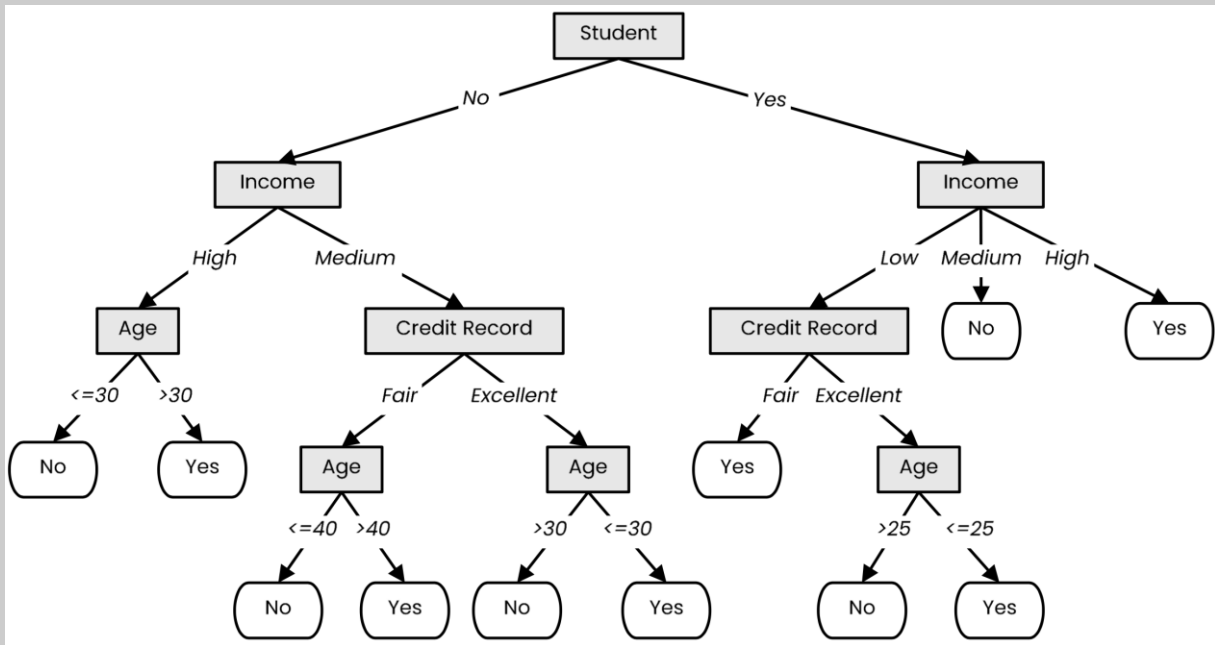 Student
No
Yes
Income
Income
High
Medium
Low
Medium
High
Age
Credit Record
Credit Record
No
Yes
<=30
>30
Fair
Excellent
Fair
Excellent
No
Yes
Age
Age
Yes
Age
<=40
>40
>30
<=30
>25
<=25
No
Yes
No
Yes
No
Yes